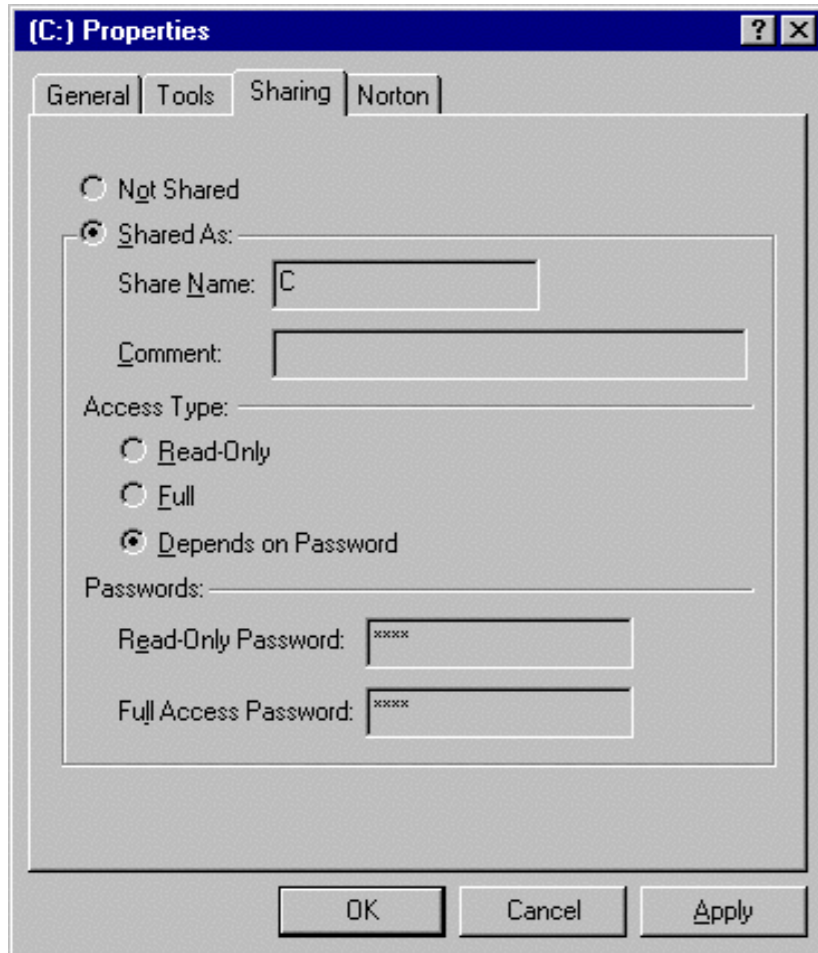 (C:) Properties
General Tools Sharing Norton
Not Shared
Shared As:
Share Name: C
Comment:
Access Type:
Read-Only
Full
Depends on Password
Passwords:
Read-Only Password: ****
Full Access Password: ****
OK Cancel Apply